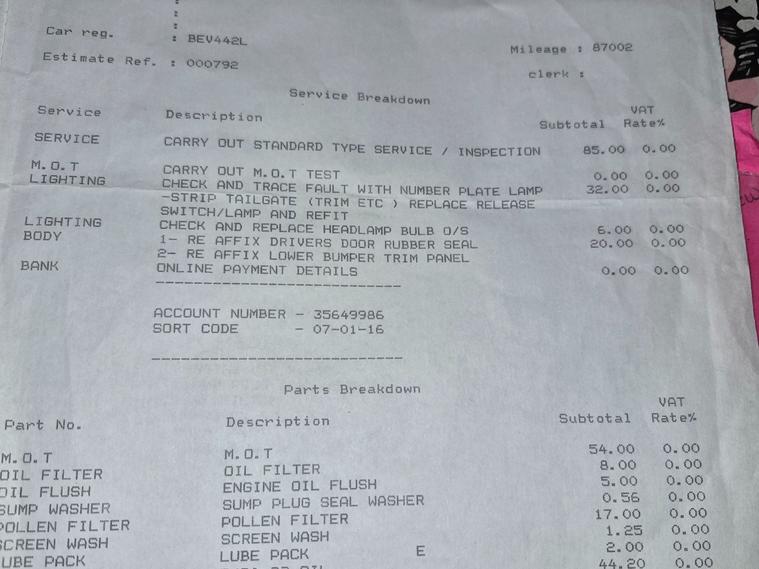 :
:
:
Car reg. : BEV442L
Mileage : 87002
Estimate Ref. : 000792
clerk :
Service Breakdown
Service Description Subtotal VAT Rate%
SERVICE CARRY OUT STANDARD TYPE SERVICE / INSPECTION 85.00 0.00
M.O.T CARRY OUT M.O.T TEST 0.00 0.00
LIGHTING CHECK AND TRACE FAULT WITH NUMBER PLATE LAMP 32.00 0.00
-STRIP TAILGATE (TRIM ETC ) REPLACE RELEASE
SWITCH/LAMP AND REFIT
LIGHTING CHECK AND REPLACE HEADLAMP BULB O/S 6.00 0.00
BODY 1- RE AFFIX DRIVERS DOOR RUBBER SEAL 20.00 0.00
2- RE AFFIX LOWER BUMPER TRIM PANEL
BANK ONLINE PAYMENT DETAILS 0.00 0.00
--------------------------
ACCOUNT NUMBER - 35649986
SORT CODE - 07-01-16
--------------------------
Parts Breakdown
Part No. Description Subtotal VAT Rate%
M.O.T M.O.T 54.00 0.00
OIL FILTER OIL FILTER 8.00 0.00
OIL FLUSH ENGINE OIL FLUSH 5.00 0.00
SUMP WASHER SUMP PLUG SEAL WASHER 0.56 0.00
POLLEN FILTER POLLEN FILTER 17.00 0.00
SCREEN WASH SCREEN WASH 1.25 0.00
LUBE PACK LUBE PACK E 2.00 0.00
44.20 0.00